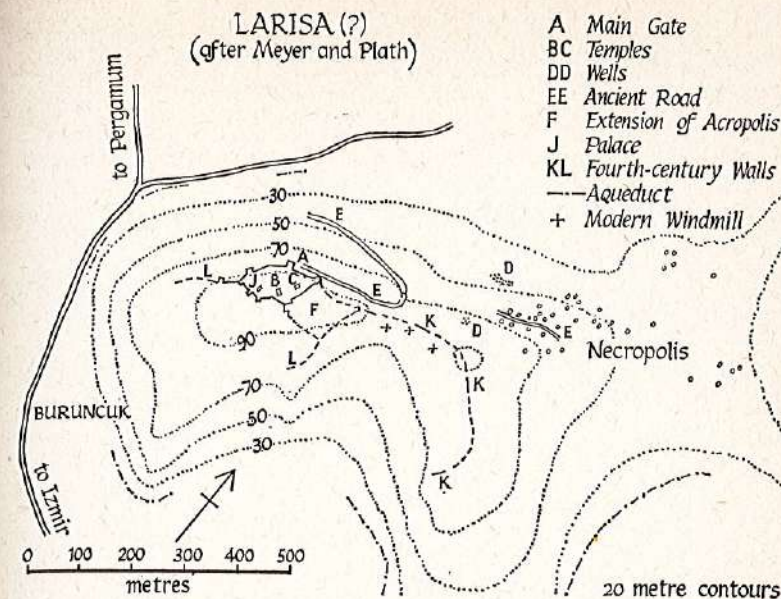 LARISA (?)
(after Meyer and Plath)
A Main Gate
BC Temples
DD Wells
EE Ancient Road
F Extension of Acropolis
J Palace
KL Fourth-century Walls
Aqueduct
+ Modern Windmill
to Pergamum
30
50
70
E
A
L
J
B
C
D
E
F
K
D
E
90
L
Necropolis
K
70
50
30
BURUNCUK
K
to Izmir
0 100 200 300 400 500
metres
20 metre contours